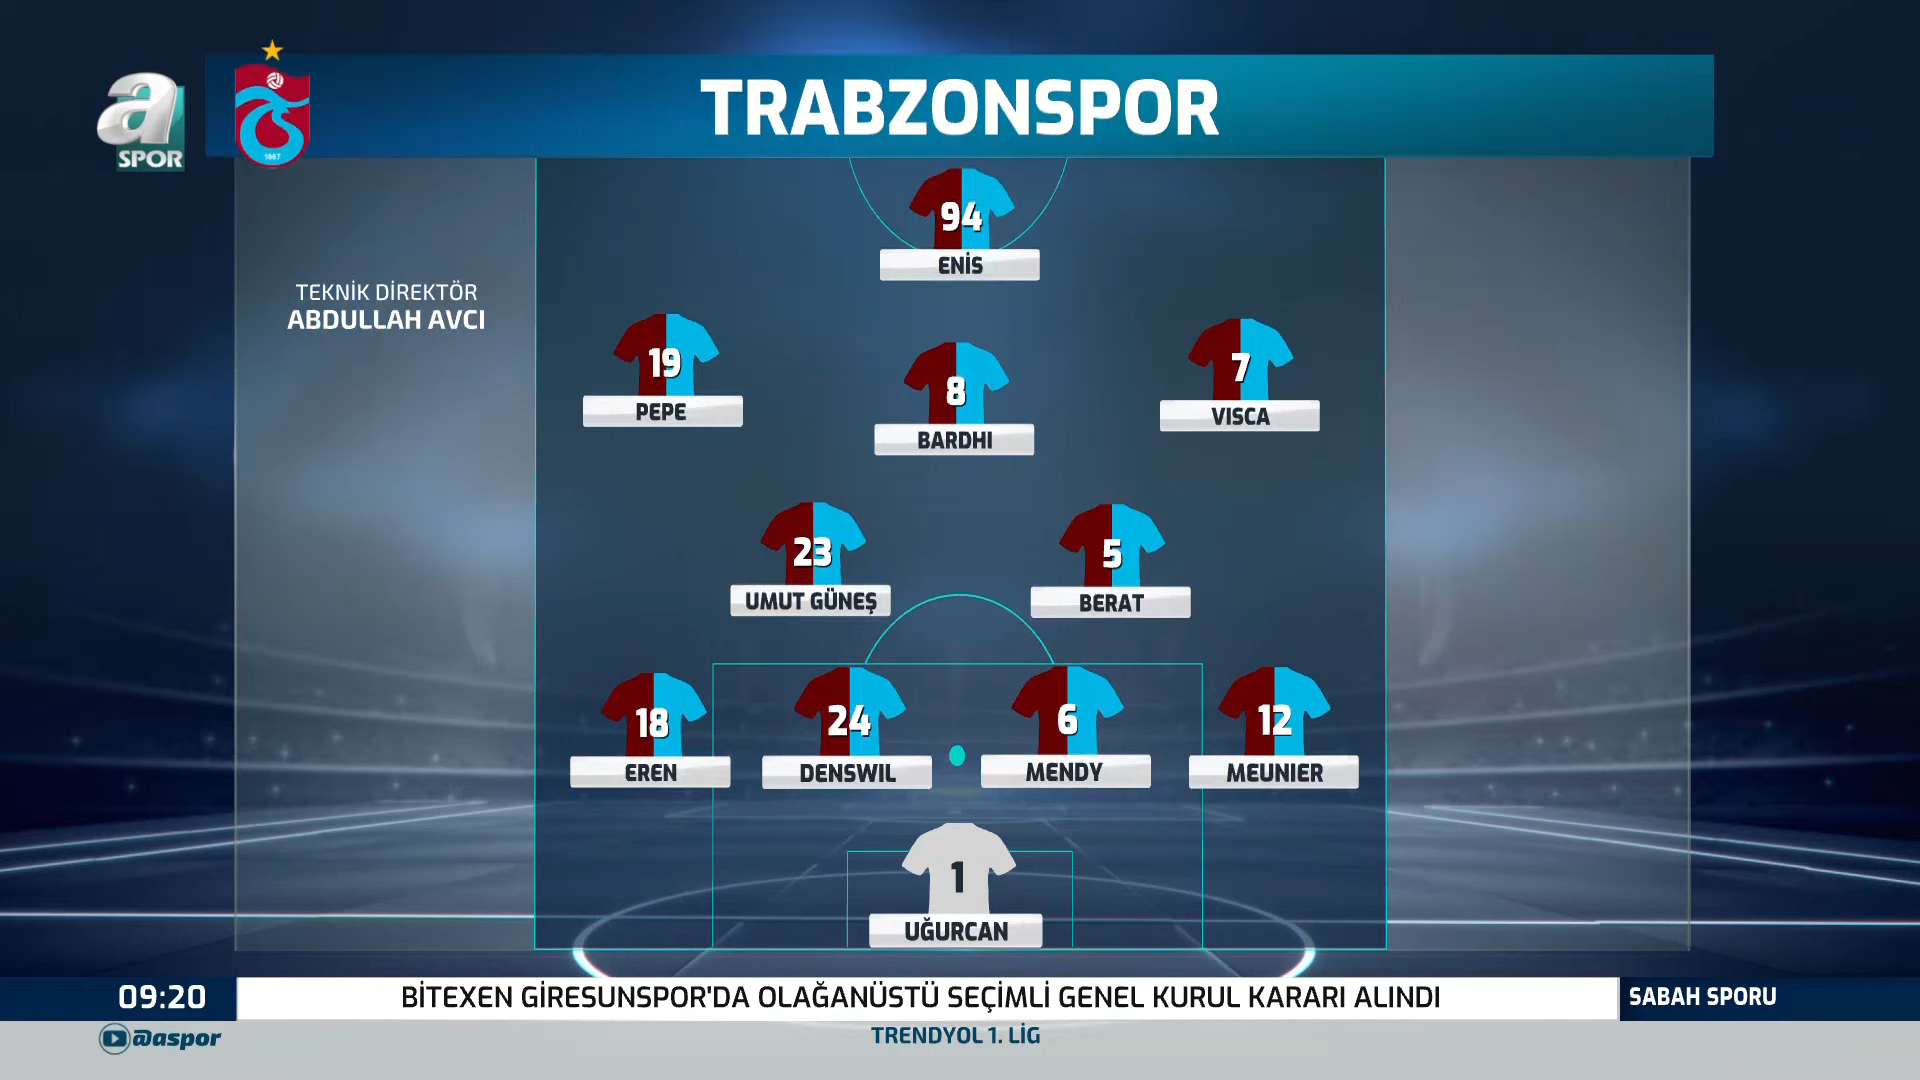 a
SPOR
1967
TRABZONSPOR
TEKNİK DİREKTÖR
ABDULLAH AVCI
94
ENİS
19
PEPE
8
BARDHI
7
VISCA
23
UMUT GÜNEŞ
5
BERAT
18
EREN
24
DENSWIL
6
MENDY
12
MEUNIER
1
UĞURCAN
09:20
BİTEXEN GİRESUNSPOR'DA OLAĞANÜSTÜ SEÇİMLİ GENEL KURUL KARARI ALINDI
SABAH SPORU
@aspor
TRENDYOL 1. LİG